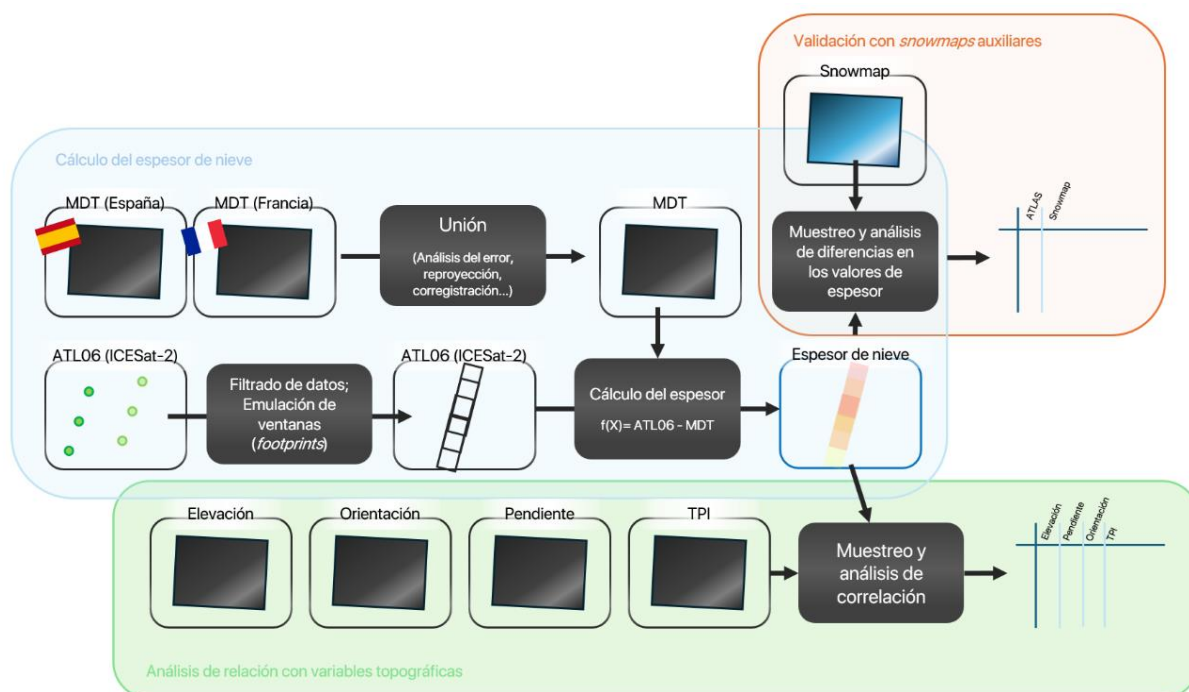 Validación con snowmaps auxiliares
Snowmap
Cálculo del espesor de nieve
MDT (España)
MDT (Francia)
Unión
(Análisis del error,
reproyección,
corregistración...)
MDT
Muestreo y análisis
de diferencias en
los valores de
espesor
ATLAS
Snowmap
ATL06 (ICESat-2)
Filtrado de datos;
Emulación de
ventanas
(footprints)
ATL06 (ICESat-2)
Cálculo del espesor
f(X)= ATL06 - MDT
Espesor de nieve
Elevación
Orientación
Pendiente
TPI
Muestreo y
análisis de
correlación
Elevación
Pendiente
Orientación
TPI
Análisis de relación con variables topográficas